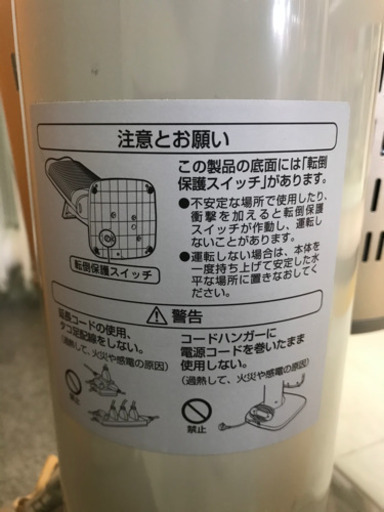 注意とお願い
この製品の底面には「転倒
保護スイッチ」があります。
●不安定な場所で使用したり、
衝撃を加えると転倒保護
スイッチが作動し、運転し
ないことがあります。
●運転しない場合は、本体を
一度持ち上げて安定した水
平な場所に置きなおしてく
ださい。
転倒保護スイッチ
⚠警告
延長コードの使用、
タコ足配線をしない。
(過熱して、火災や感電の原因)
禁止
コードハンガーに
電源コードを巻いたまま
使用しない。
(過熱して、火災や感電の原因)
禁止